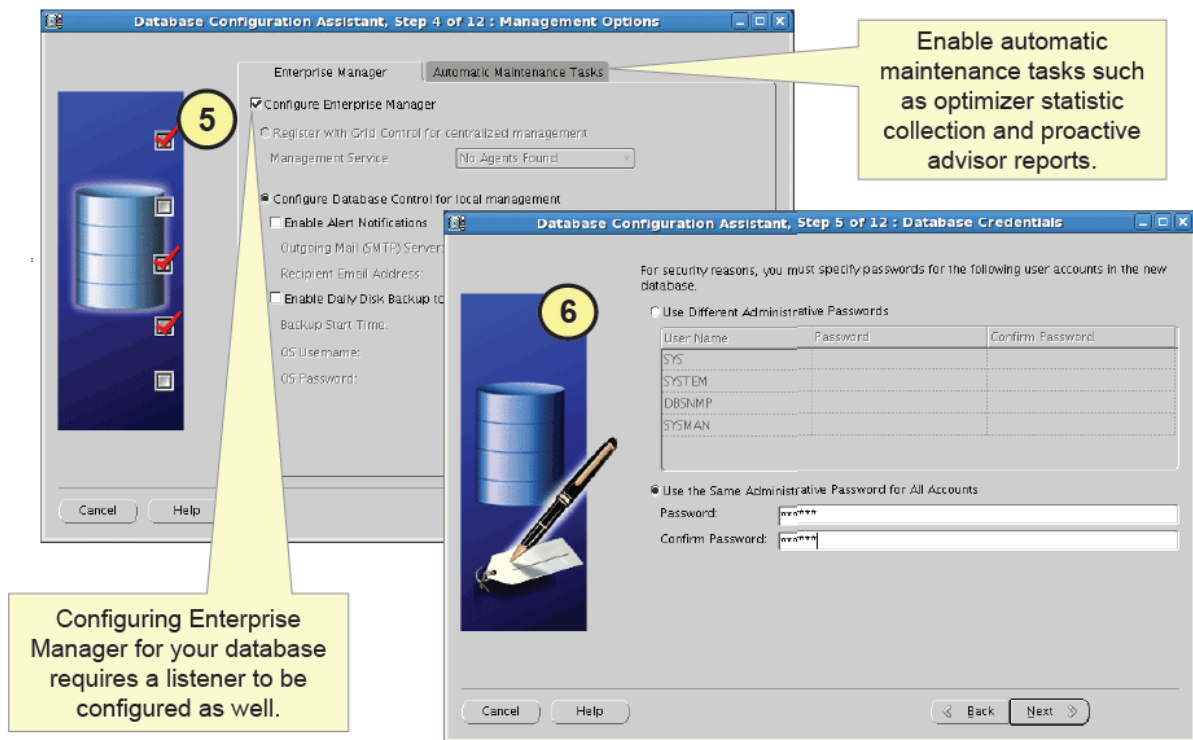 Database Configuration Assistant, Step 4 of 12 : Management Options
Enterprise Manager
Automatic Maintenance Tasks
5
Configure Enterprise Manager
Register with Grid Control for centralized management
Management Service
No Agents Found
Configure Database Control for local management
Enable Alert Notifications
Outgoing Mail (SMTP) Server:
Recipient Email Address:
Enable Daily Disk Backup to
Backup Start Time:
OS Username:
OS Password:
Cancel
Help
Enable automatic
maintenance tasks such
as optimizer statistic
collection and proactive
advisor reports.
Configuring Enterprise
Manager for your database
requires a listener to be
configured as well.
Database Configuration Assistant, Step 5 of 12 : Database Credentials
6
For security reasons, you must specify passwords for the following user accounts in the new
database.
Use Different Administrative Passwords
User Name Password Confirm Password
SYS
SYSTEM
DBSNMP
SYSMAN
Use the Same Administrative Password for All Accounts
Password: ******
Confirm Password: ******
Cancel
Help
Back
Next